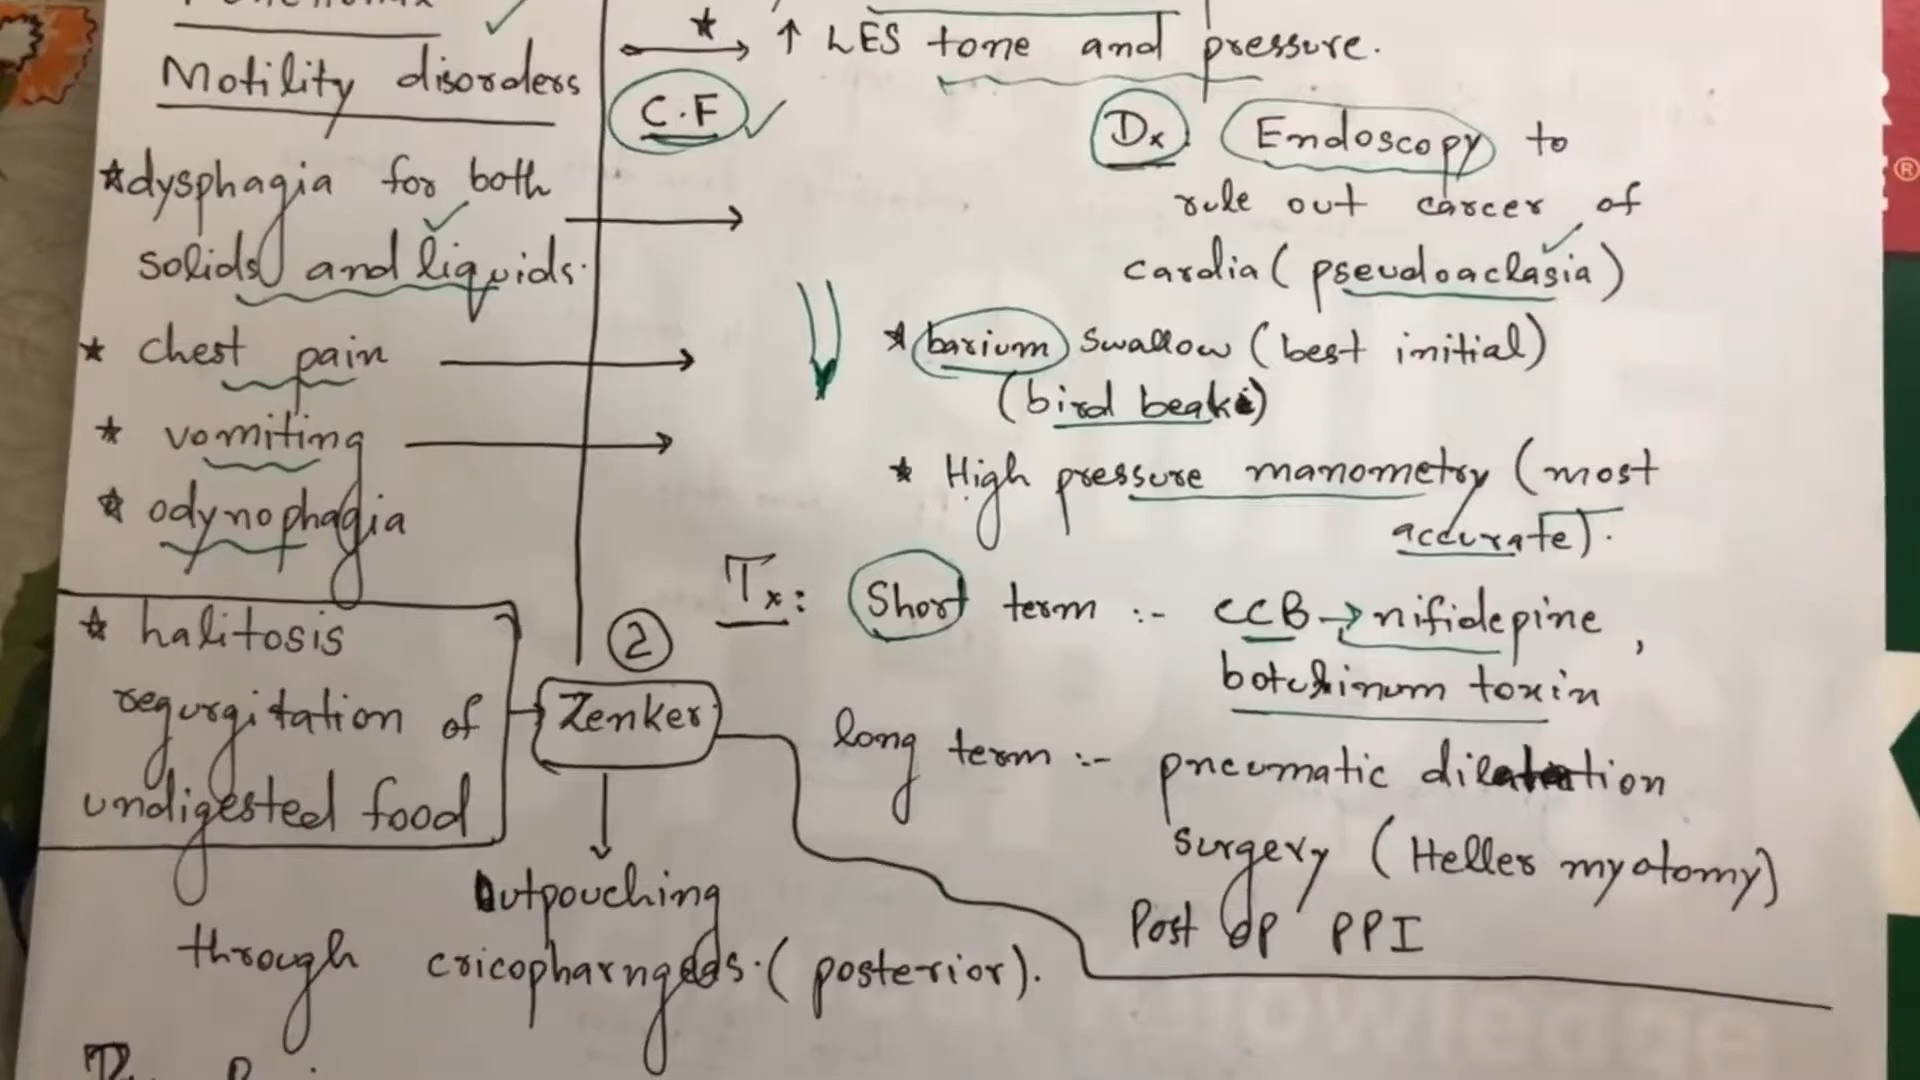 Motility disorders
★ dysphagia for both
solids and liquids.
★ chest pain
★ vomiting
★ odynophagia
★ halitosis
regurgitation of
undigested food
★ ↑ LES tone and pressure.
C.F
Dx Endoscopy to
rule out carcer of
cardia (pseudoaclasia)
★ barium swallow (best initial)
(bird beak)
★ High pressure manometry (most
accurate).
Tx: Short term :- CCB → nifidepine,
botulinum toxin
long term :- pneumatic dilatation
surgery (Heller myotomy)
Post op PPI
2
Zenker
Outpouching
through (posterior).
®